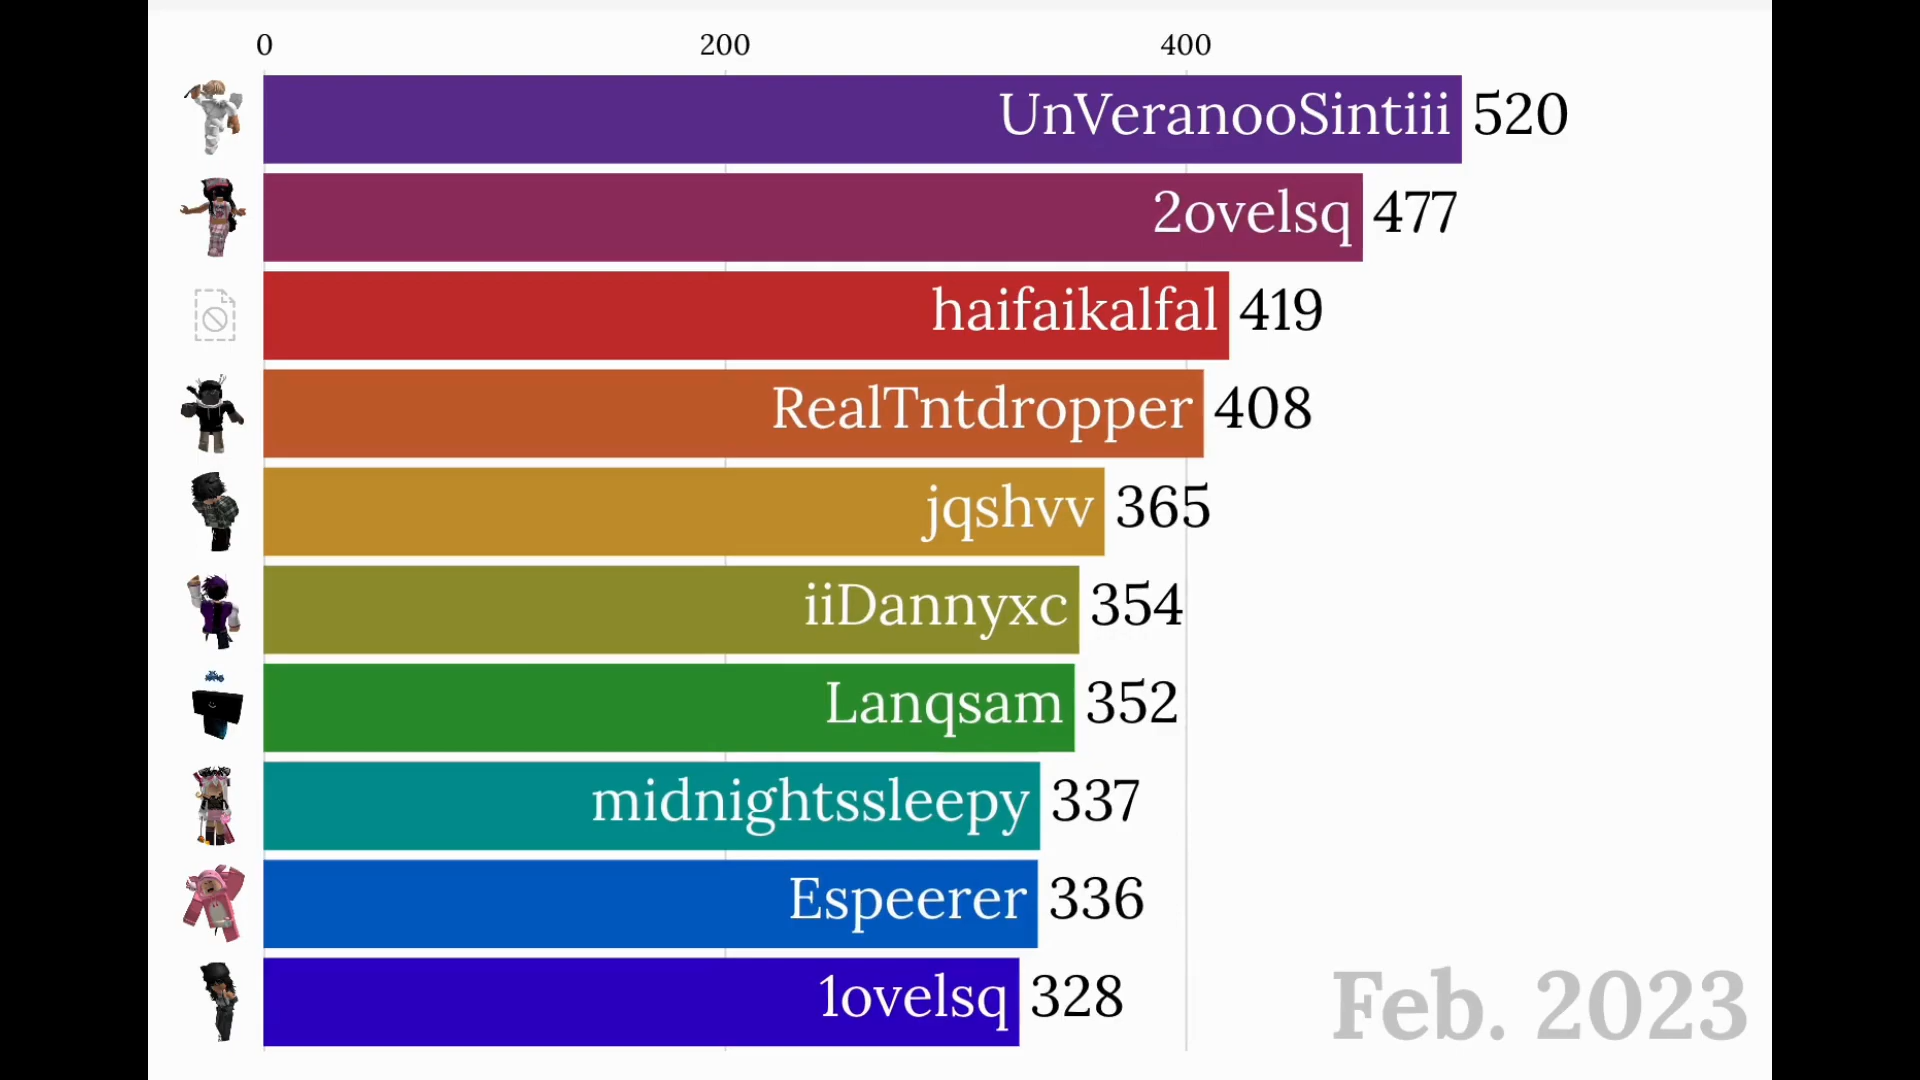 0 200 400
UnVeranooSintiii 520
2ovelsq 477
haifaikalfal 419
RealTntdropper 408
jqshvv 365
iiDannyxc 354
Lanqsam 352
midnightssleepy 337
Espeerer 336
1ovelsq 328
Feb. 2023